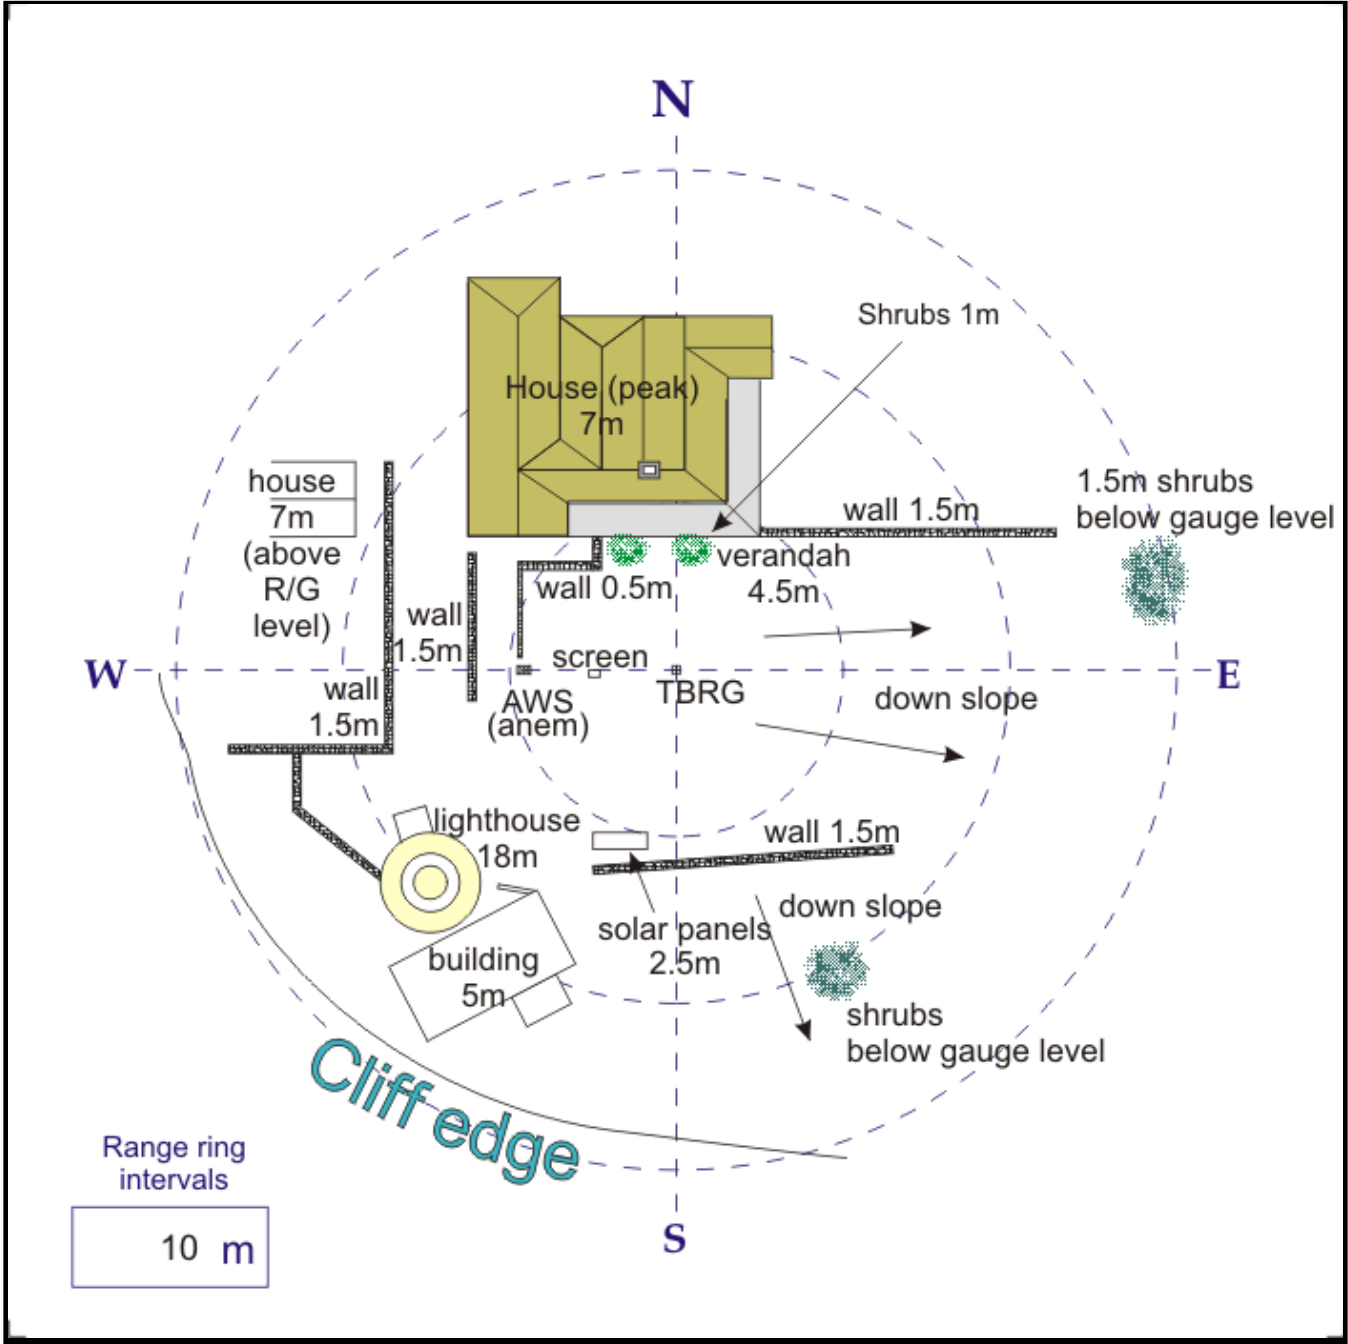 N
Shrubs 1m
House (peak)
7m
house
7m
(above
R/G
level)
1.5m shrubs
below gauge level
wall 1.5m
verandah
4.5m
wall 0.5m
wall
1.5m
screen
W
E
TBRG
AWS
(anem)
wall
1.5m
down slope
lighthouse
18m
wall 1.5m
down slope
solar panels
2.5m
building
5m
shrubs
below gauge level
Cliff edge
Range ring
intervals
10 m
S